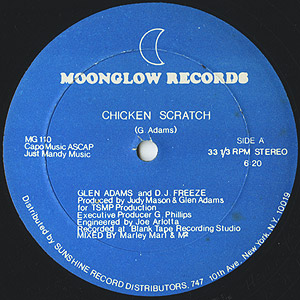 MOONGLOW RECORDS
CHICKEN SCRATCH
(G Adams)
MG 110
Capo Music ASCAP
Just Mandy Music
SIDE A
33 1/3 RPM STEREO
6:20
GLEN ADAMS and D.J. FREEZE
Produced by Judy Mason & Glen Adams
for TSMP Production
Executive Producer G. Phillips
Engineered by Joe Arlotta
Recorded at Blank Tape Recording Studio
MIXED BY Marley Marl &
Distributed by SUNSHINE RECORD DISTRIBUTORS, 747 10th Ave., New York, N.Y. 10019